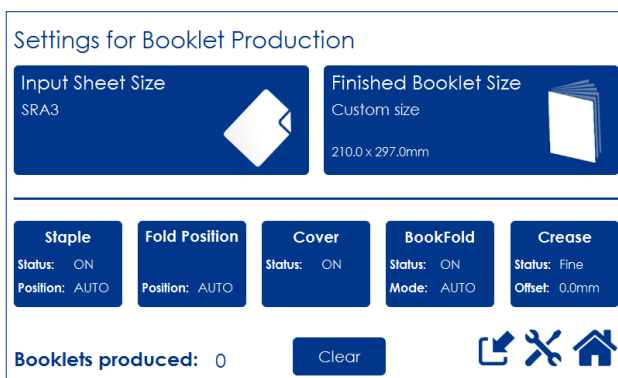 Settings for Booklet Production
Input Sheet Size
SRA3
Finished Booklet Size
Custom size
210.0 x 297.0mm
Staple
Status: ON
Position: AUTO
Fold Position
Position: AUTO
Cover
Status: ON
BookFold
Status: ON
Mode: AUTO
Crease
Status: Fine
Offset: 0.0mm
Booklets produced: 0
Clear